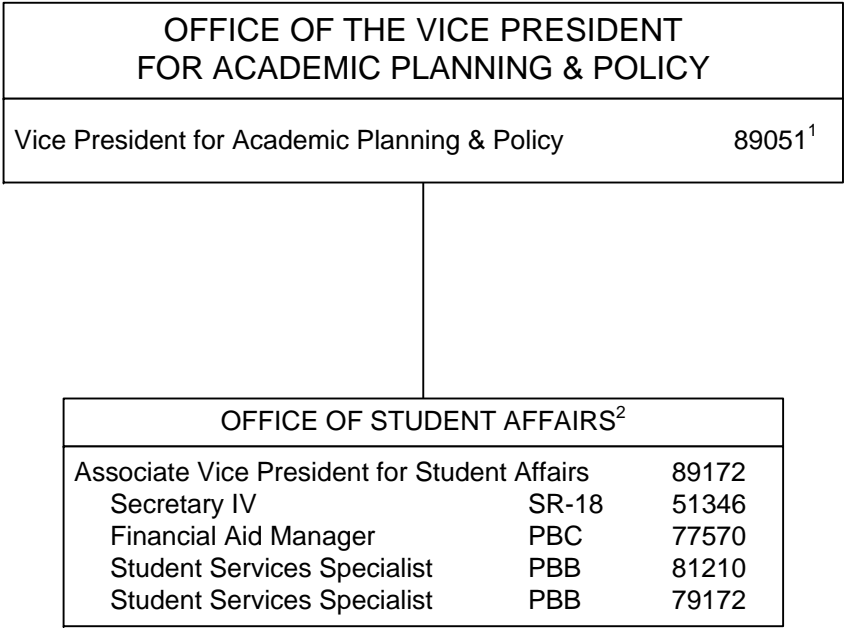 OFFICE OF THE VICE PRESIDENT
FOR ACADEMIC PLANNING & POLICY
Vice President for Academic Planning & Policy 89051¹
OFFICE OF STUDENT AFFAIRS²
Associate Vice President for Student Affairs 89172
Secretary IV SR-18 51346
Financial Aid Manager PBC 77570
Student Services Specialist PBB 81210
Student Services Specialist PBB 79172